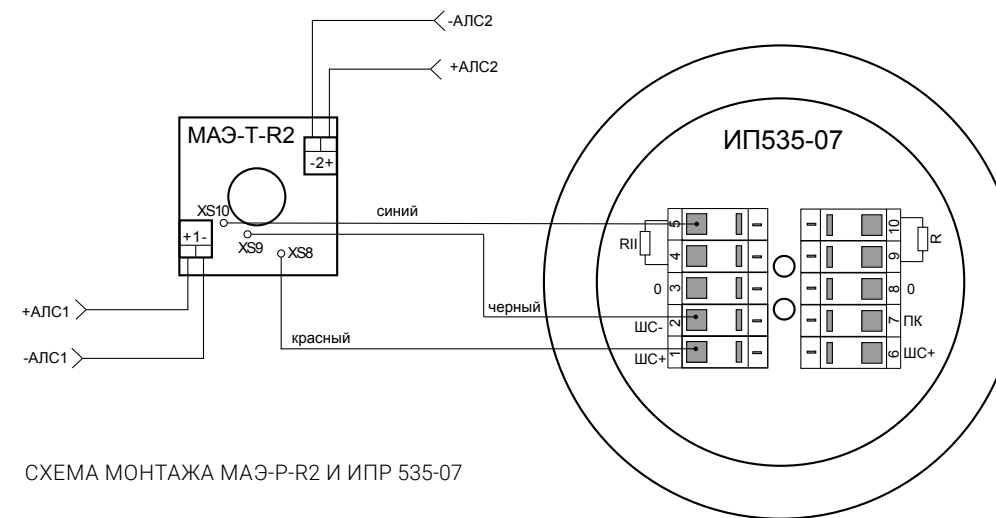 -АЛС2
+АЛС2
МАЭ-T-R2
-2+
ИП535-07
XS10
синий
+1-
XS9
XS8
5
4
3
2
1
RII
0
ШС-
ШС+
10
9
8
7
6
R
0
ПК
ШС+
черный
+АЛС1
красный
-АЛС1
СХЕМА МОНТАЖА МАЭ-Р-R2 И ИПР 535-07